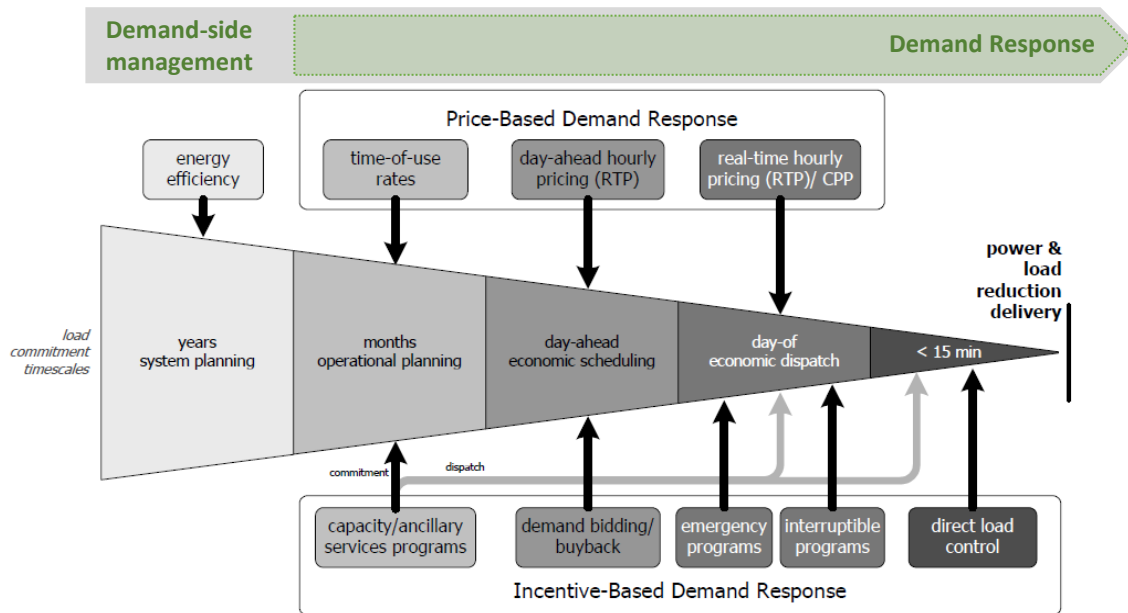 Demand-side
management
Demand Response
Price-Based Demand Response
energy
efficiency
time-of-use
rates
day-ahead hourly
pricing (RTP)
real-time hourly
pricing (RTP)/ CPP
power &
load
reduction
delivery
load
commitment
timescales
years
system planning
months
operational planning
day-ahead
economic scheduling
day-of
economic dispatch
< 15 min
commitment
dispatch
capacity/ancillary
services programs
demand bidding/
buyback
emergency
programs
interruptible
programs
direct load
control
Incentive-Based Demand Response